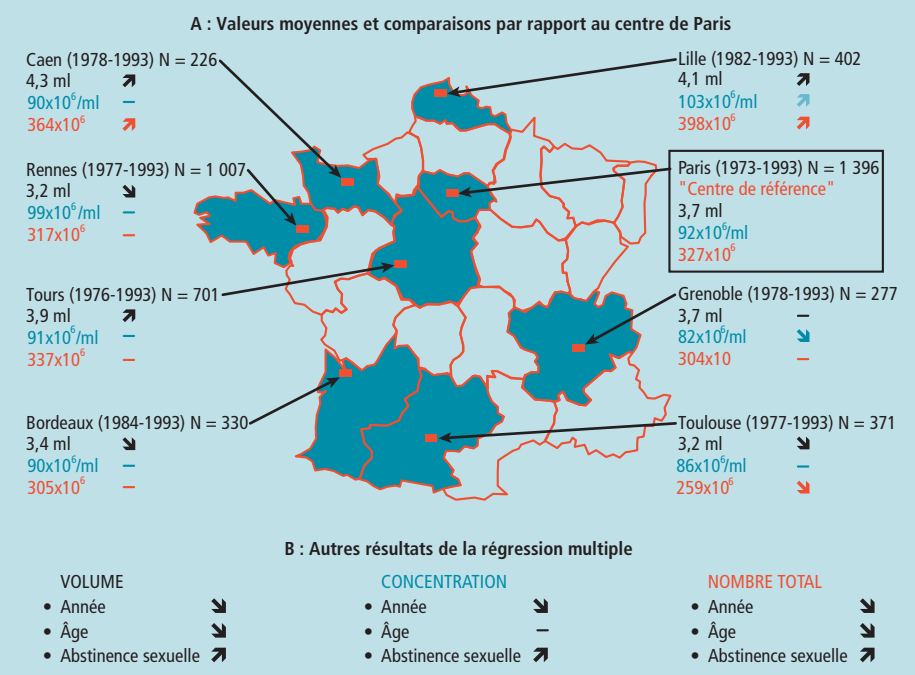 A : Valeurs moyennes et comparaisons par rapport au centre de Paris
Caen (1978-1993) N = 226
4,3 ml
90x10⁶/ml –
364x10⁶
Lille (1982-1993) N = 402
4,1 ml
103x10⁶/ml
398x10⁶
Rennes (1977-1993) N = 1 007
3,2 ml
99x10⁶/ml –
317x10⁶ –
Paris (1973-1993) N = 1 396
"Centre de référence"
3,7 ml
92x10⁶/ml
327x10⁶
Tours (1976-1993) N = 701
3,9 ml
91x10⁶/ml –
337x10⁶ –
Grenoble (1978-1993) N = 277
3,7 ml –
82x10⁶/ml
304x10 –
Bordeaux (1984-1993) N = 330
3,4 ml
90x10⁶/ml –
305x10⁶ –
Toulouse (1977-1993) N = 371
3,2 ml
86x10⁶/ml –
259x10⁶
B : Autres résultats de la régression multiple
VOLUME
• Année
• Âge
• Abstinence sexuelle
CONCENTRATION
• Année
• Âge –
• Abstinence sexuelle
NOMBRE TOTAL
• Année
• Âge
• Abstinence sexuelle